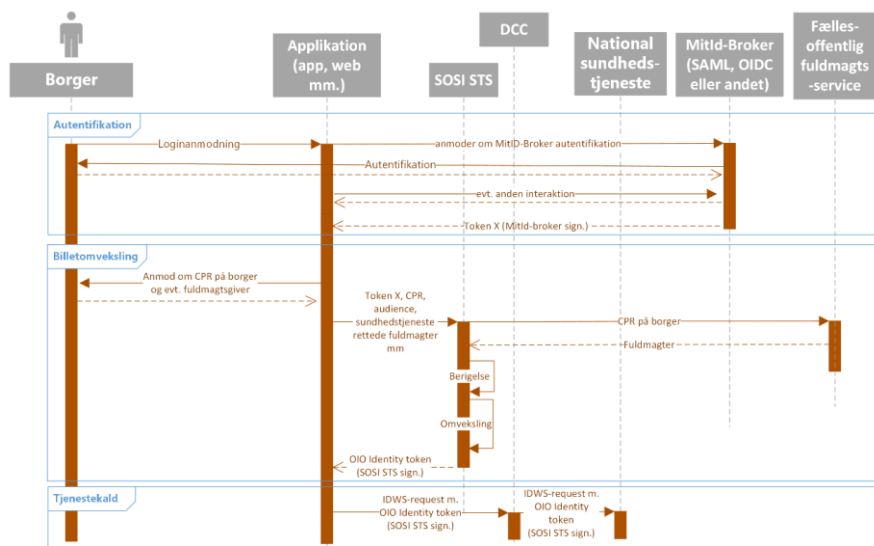 Borger
Applikation
(app, web
mm.)
SOSI STS
DCC
National
sundheds-
tjeneste
MitId-Broker
(SAML, OIDC
eller andet)
Fælles-
offentlig
fuldmagts
-service
Autentifikation
Loginanmodning
anmoder om MitID-Broker autentifikation
Autentifikation
evt. anden interaktion
Token X (MitId-broker sign.)
Billetomveksling
Anmod om CPR på borger
og evt. fuldmagtsgiver
Token X, CPR,
audience,
sundhedstjeneste
rettede fuldmagter
mm
CPR på borger
Fuldmagter
Berigelse
Omveksling
OIO Identity token
(SOSI STS sign.)
Tjenestekald
IDWS-request m.
OIO Identity token
(SOSI STS sign.)
IDWS-request m.
OIO Identity
token
(SOSI STS sign.)